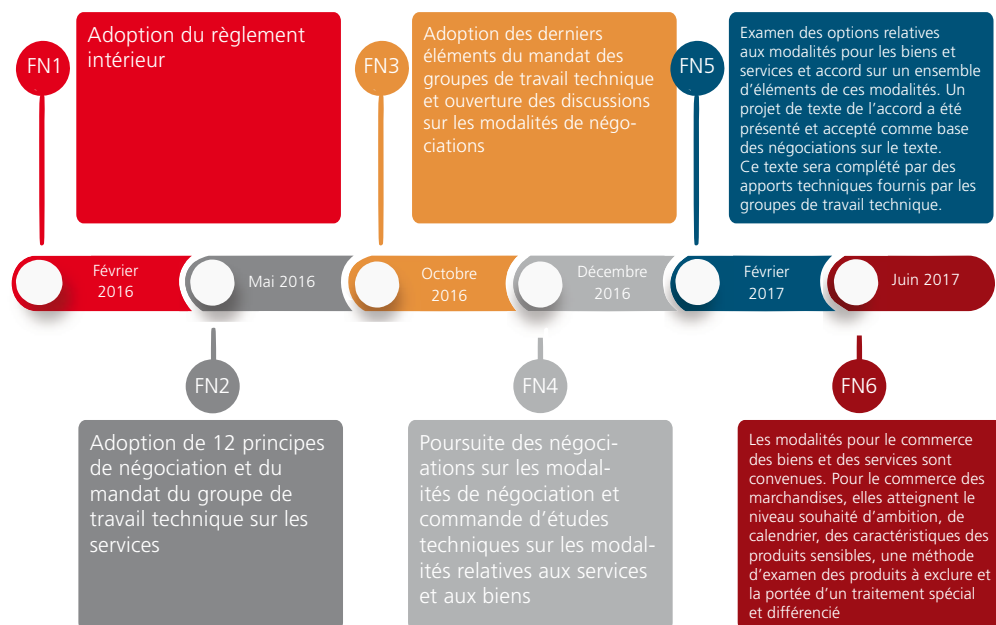 FN1
Adoption du règlement
intérieur
FN3
Adoption des derniers
éléments du mandat des
groupes de travail technique
et ouverture des discussions
sur les modalités de négo-
ciations
FN5
Examen des options relatives
aux modalités pour les biens et
services et accord sur un ensemble
d’éléments de ces modalités. Un
projet de texte de l’accord a été
présenté et accepté comme base
des négociations sur le texte.
Ce texte sera complété par des
apports techniques fournis par les
groupes de travail technique.
Février
2016
Mai 2016
Octobre
2016
Décembre
2016
Février
2017
Juin 2017
FN2
Adoption de 12 principes
de négociation et du
mandat du groupe de
travail technique sur les
services
FN4
Poursuite des négoci-
ations sur les modal-
ités de négociation et
commande d’études
techniques sur les modal-
ités relatives aux services
et aux biens
FN6
Les modalités pour le commerce
des biens et des services sont
convenues. Pour le commerce des
marchandises, elles atteignent le
niveau souhaité d’ambition, de
calendrier, des caractéristiques des
produits sensibles, une méthode
d’examen des produits à exclure et
la portée d’un traitement spécial
et différencié